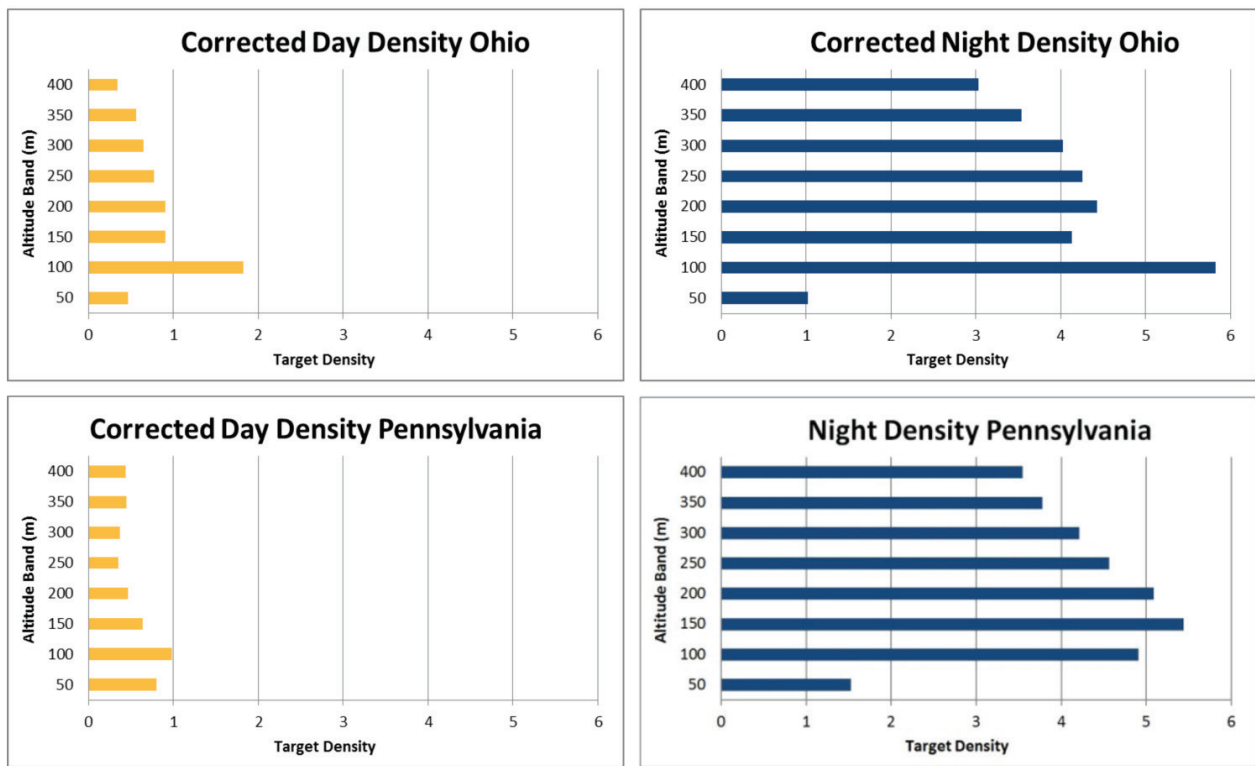 Corrected Day Density Ohio
Altitude Band (m)
400
350
300
250
200
150
100
50
0 1 2 3 4 5 6
Target Density
Corrected Night Density Ohio
Altitude Band (m)
400
350
300
250
200
150
100
50
0 1 2 3 4 5 6
Target Density
Corrected Day Density Pennsylvania
Altitude Band (m)
400
350
300
250
200
150
100
50
0 1 2 3 4 5 6
Target Density
Night Density Pennsylvania
Altitude Band (m)
400
350
300
250
200
150
100
50
0 1 2 3 4 5 6
Target Density